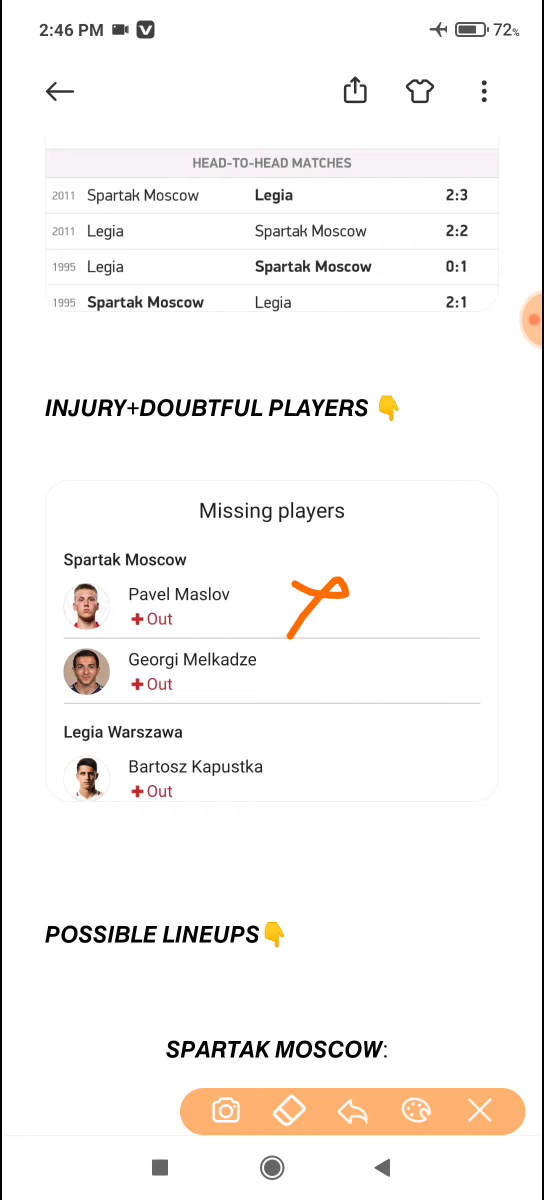 2:46 PM 72%
HEAD-TO-HEAD MATCHES
2011 Spartak Moscow Legia 2:3
2011 Legia Spartak Moscow 2:2
1995 Legia Spartak Moscow 0:1
1995 Spartak Moscow Legia 2:1
INJURY+DOUBTFUL PLAYERS 👇
Missing players
Spartak Moscow
Pavel Maslov
Out
Georgi Melkadze
Out
Legia Warszawa
Bartosz Kapustka
Out
POSSIBLE LINEUPS👇
SPARTAK MOSCOW: